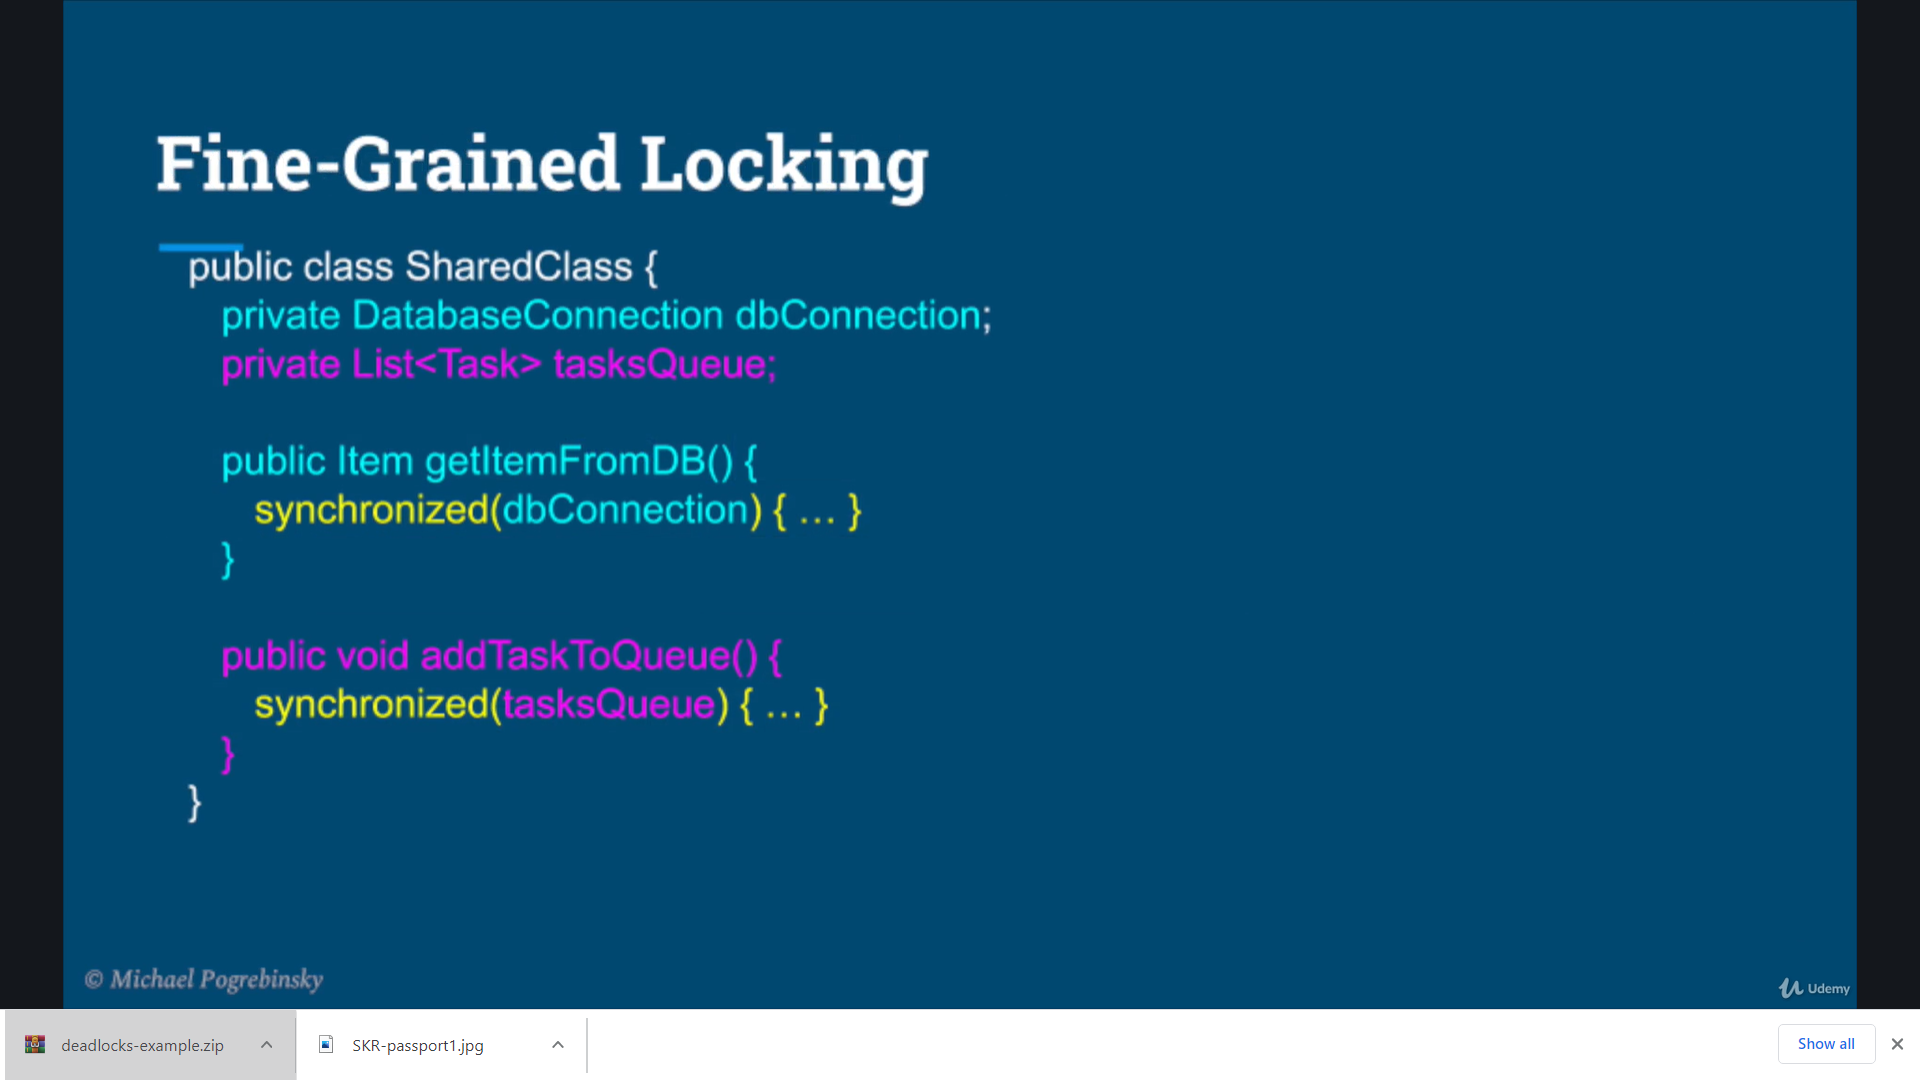 Fine-Grained Locking
public class SharedClass {
private DatabaseConnection dbConnection;
private List<Task> tasksQueue;
public Item getItemFromDB() {
synchronized(dbConnection) { ... }
}
public void addTaskToQueue() {
synchronized(tasksQueue) { ... }
}
}
© Michael Pogrebinsky
Udemy
deadlocks-example.zip
SKR-passport1.jpg
Show all